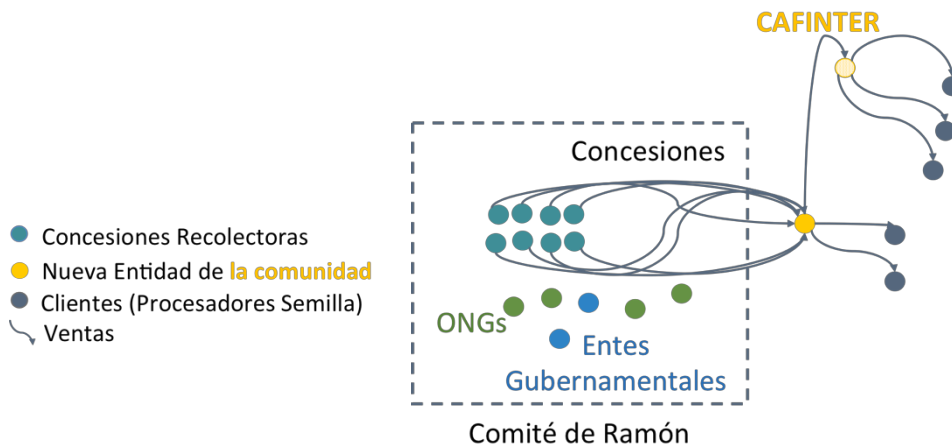 CAFINTER
Concesiones
Concesiones Recolectoras
Nueva Entidad de la comunidad
Clientes (Procesadores Semilla)
Ventas
ONGs
Entes
Gubernamentales
Comité de Ramón